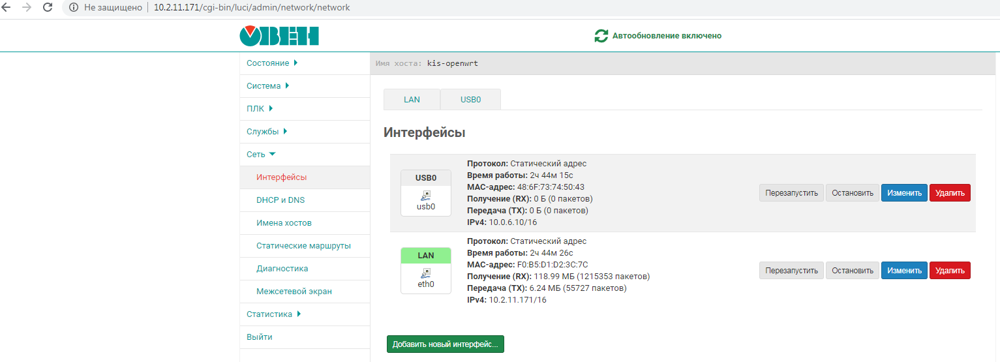 Не защищено 10.2.11.171/cgi-bin/luci/admin/network/network
ОВЕН
Автообновление включено
Состояние
Система
ПЛК
Службы
Сеть
Интерфейсы
DHCP и DNS
Имена хостов
Статические маршруты
Диагностика
Межсетевой экран
Статистика
Выйти
Имя хоста: kis-openwrt
LAN USB0
Интерфейсы
USB0
usb0
Протокол: Статический адрес
Время работы: 2ч 44м 15с
MAC-адрес: 48:6F:73:74:50:43
Получение (RX): 0 Б (0 пакетов)
Передача (TX): 0 Б (0 пакетов)
IPv4: 10.0.6.10/16
Перезапустить Остановить Изменить Удалить
LAN
eth0
Протокол: Статический адрес
Время работы: 2ч 44м 26с
MAC-адрес: F0:B5:D1:D2:3C:7C
Получение (RX): 118.99 МБ (1215353 пакетов)
Передача (TX): 6.24 МБ (55727 пакетов)
IPv4: 10.2.11.171/16
Перезапустить Остановить Изменить Удалить
Добавить новый интерфейс...